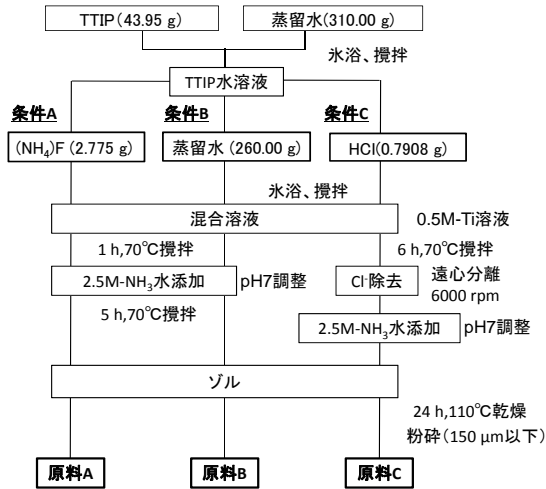 TTIP(43.95 g)
蒸留水(310.00 g)
氷浴、攪拌
TTIP水溶液
条件A
条件B
条件C
(NH₄)F (2.775 g)
蒸留水 (260.00 g)
HCl(0.7908 g)
氷浴、攪拌
混合溶液
0.5M-Ti溶液
1 h,70℃攪拌
6 h,70℃攪拌
2.5M-NH₃水添加
pH7調整
Cl⁻除去
遠心分離
6000 rpm
5 h,70℃攪拌
2.5M-NH₃水添加
pH7調整
ゾル
24 h,110℃乾燥
粉砕(150 μm以下)
原料A
原料B
原料C